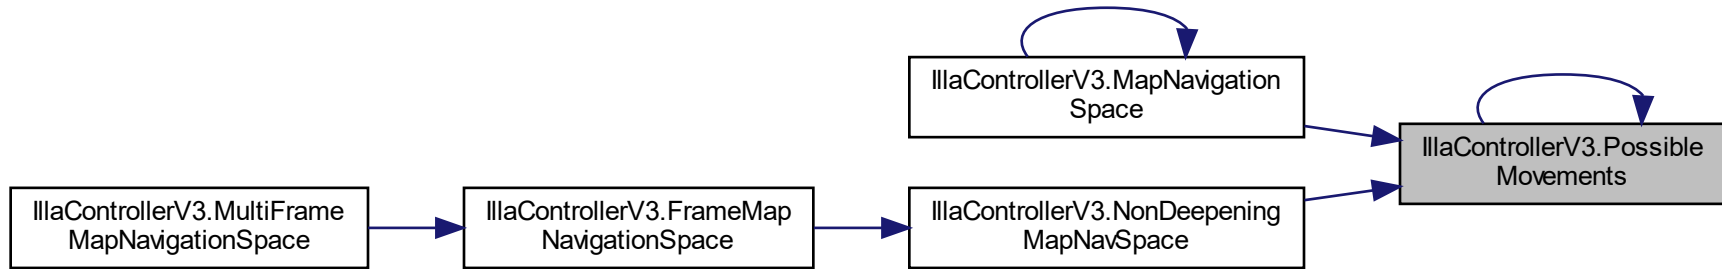 IllaControllerV3.MapNavigation
Space
IllaControllerV3.Possible
Movements
IllaControllerV3.MultiFrame
MapNavigationSpace
IllaControllerV3.FrameMap
NavigationSpace
IllaControllerV3.NonDeepening
MapNavSpace